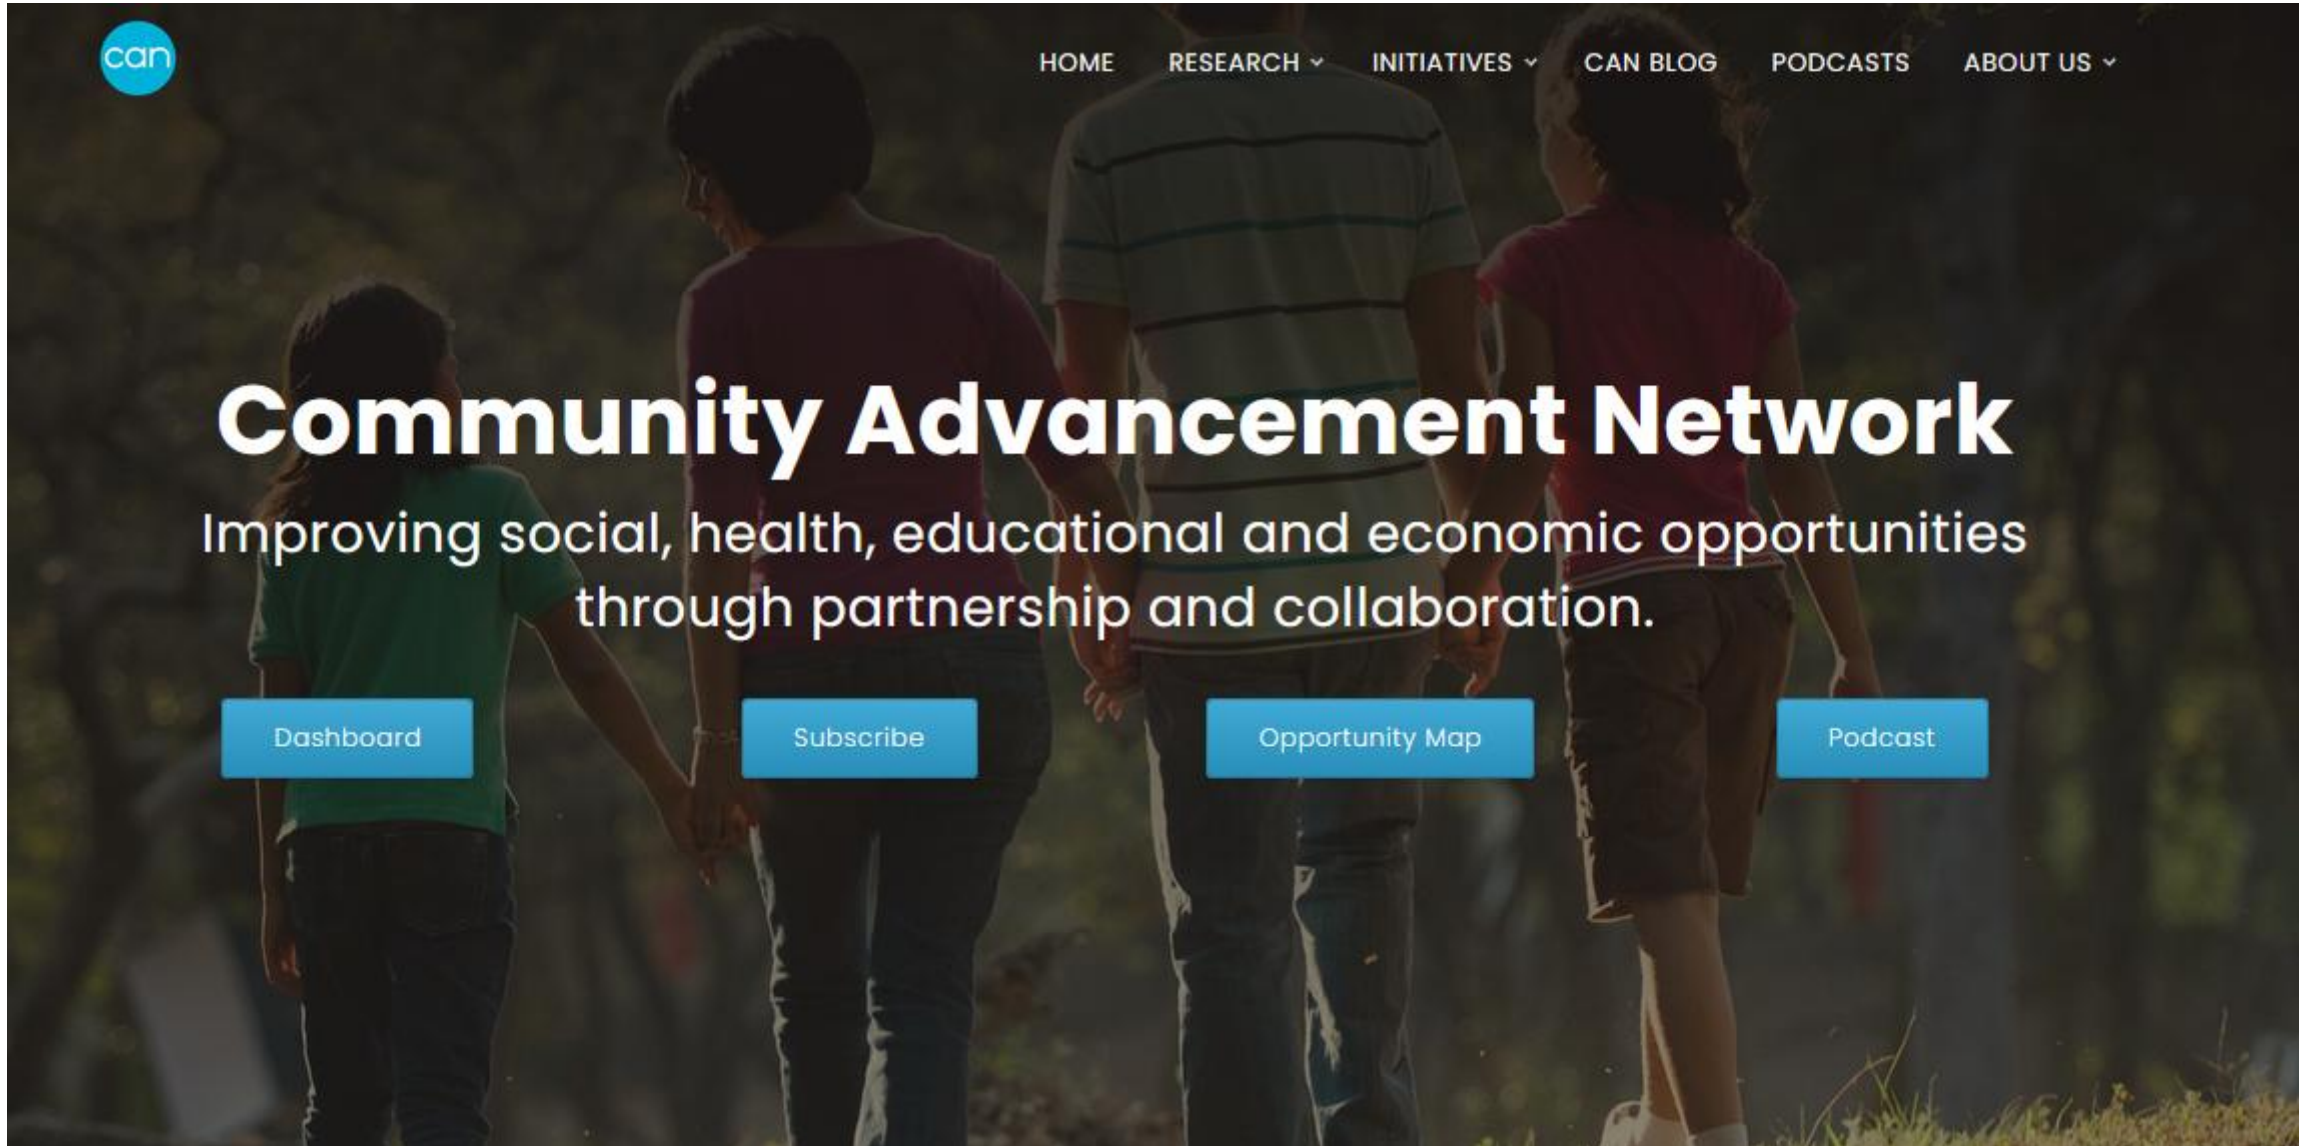 can
HOME RESEARCH INITIATIVES CAN BLOG PODCASTS ABOUT US
Community Advancement Network
Improving social, health, educational and economic opportunities
through partnership and collaboration.
Dashboard Subscribe Opportunity Map Podcast